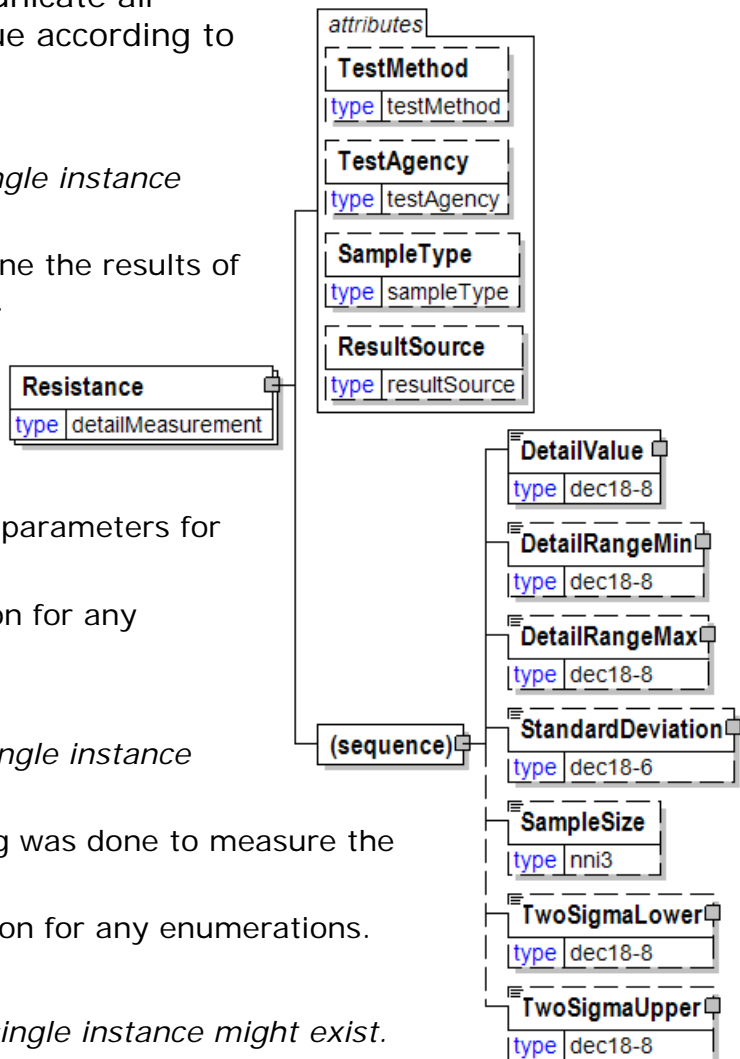 unicate all
ue according to
ngle instance
ne the results of
.
parameters for
on for any
ngle instance
g was done to measure the
on for any enumerations.
single instance might exist.
Resistance
type detailMeasurement
attributes
TestMethod
type testMethod
TestAgency
type testAgency
SampleType
type sampleType
ResultSource
type resultSource
(sequence)
DetailValue
type dec18-8
DetailRangeMin
type dec18-8
DetailRangeMax
type dec18-8
StandardDeviation
type dec18-6
SampleSize
type nni3
TwoSigmaLower
type dec18-8
TwoSigmaUpper
type dec18-8